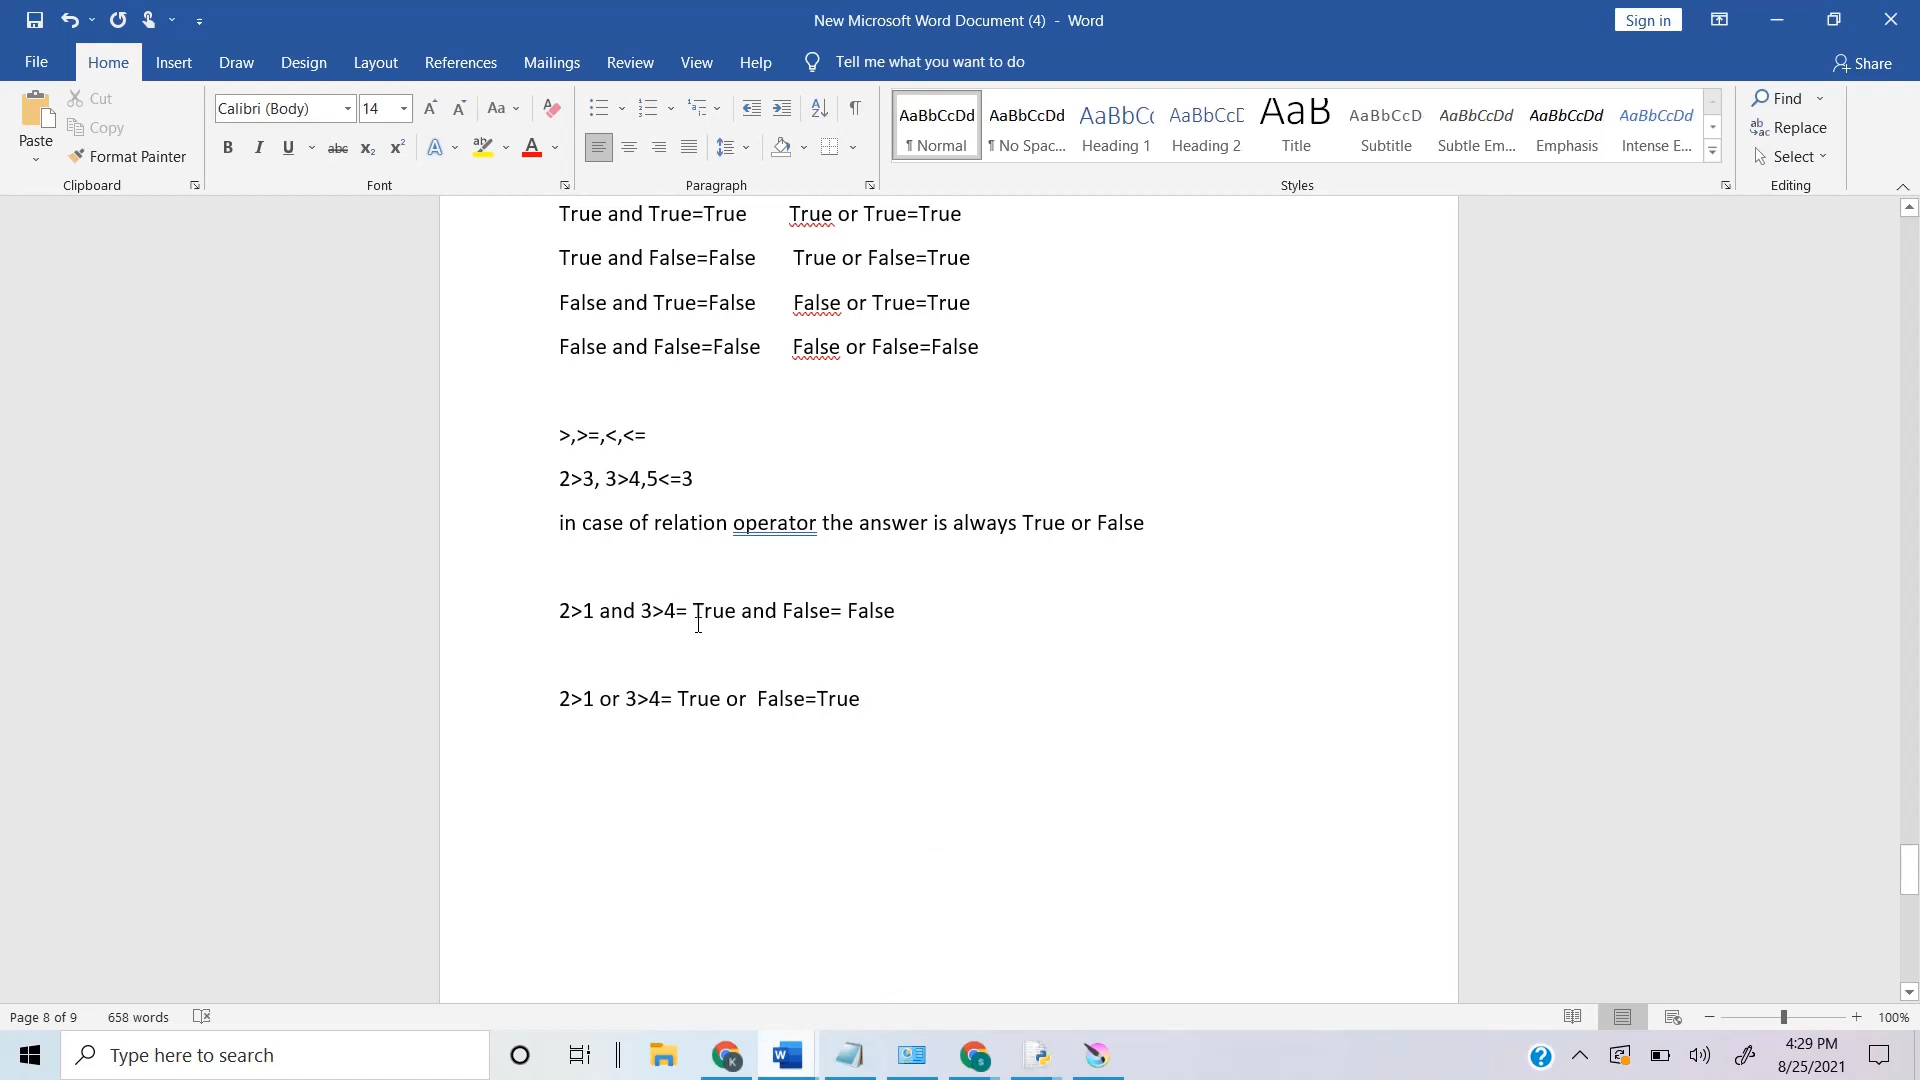 New Microsoft Word Document (4) - Word
Sign in
File Home Insert Draw Design Layout References Mailings Review View Help Tell me what you want to do Share
Paste Cut Copy Format Painter Clipboard
Calibri (Body) 14 Aa
B I U abc x₂ x² A ab A
Font
Paragraph
AaBbCcDd ¶ Normal
AaBbCcDd ¶ No Spac...
AaBbCc Heading 1
AaBbCcC Heading 2
AaB Title
AaBbCcD Subtitle
AaBbCcDd Subtle Em...
AaBbCcDd Emphasis
AaBbCcDd Intense E...
Styles
Find
Replace
Select
Editing
True and True=True True or True=True
True and False=False True or False=True
False and True=False False or True=True
False and False=False False or False=False
>,>=,<,<=
2>3, 3>4,5<=3
in case of relation operator the answer is always True or False
2>1 and 3>4= True and False= False
2>1 or 3>4= True or False=True
Page 8 of 9 658 words 100%
Type here to search
4:29 PM
8/25/2021